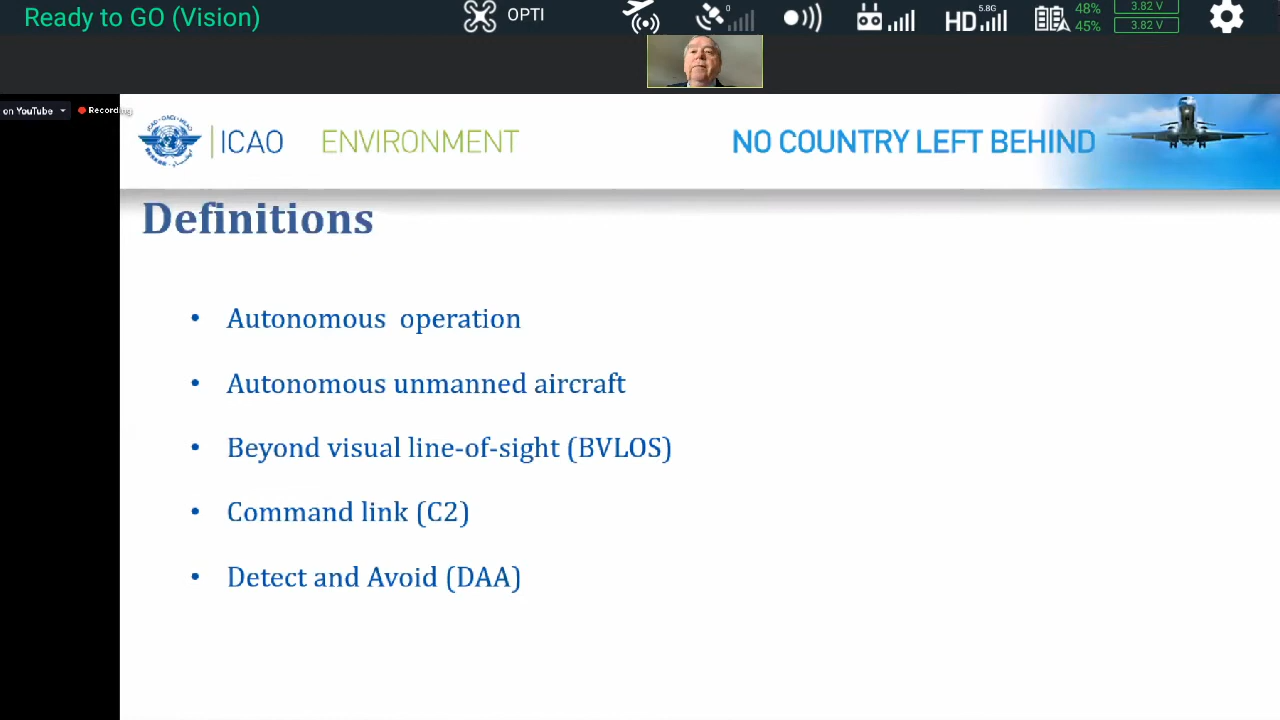 Ready to GO (Vision)
OPTI
0
HD 5.8G
48%
45%
3.82 V
3.82 V
on YouTube
Recording
ICAO
ENVIRONMENT
NO COUNTRY LEFT BEHIND
Definitions
• Autonomous operation
• Autonomous unmanned aircraft
• Beyond visual line-of-sight (BVLOS)
• Command link (C2)
• Detect and Avoid (DAA)